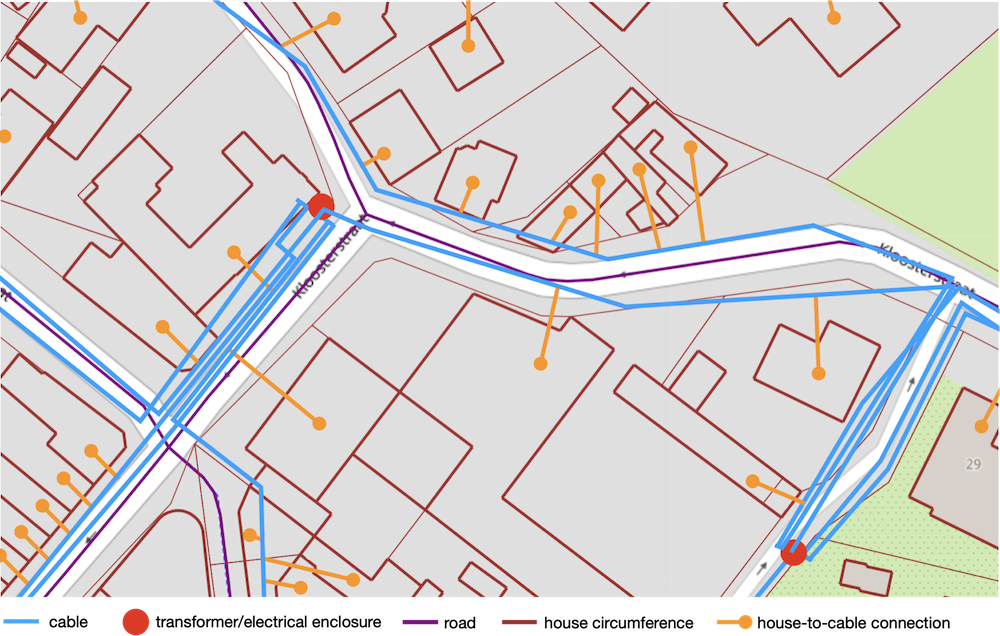 Kloosterstraat
Kloosterstraat
29
cable
transformer/electrical enclosure
road
house circumference
house-to-cable connection